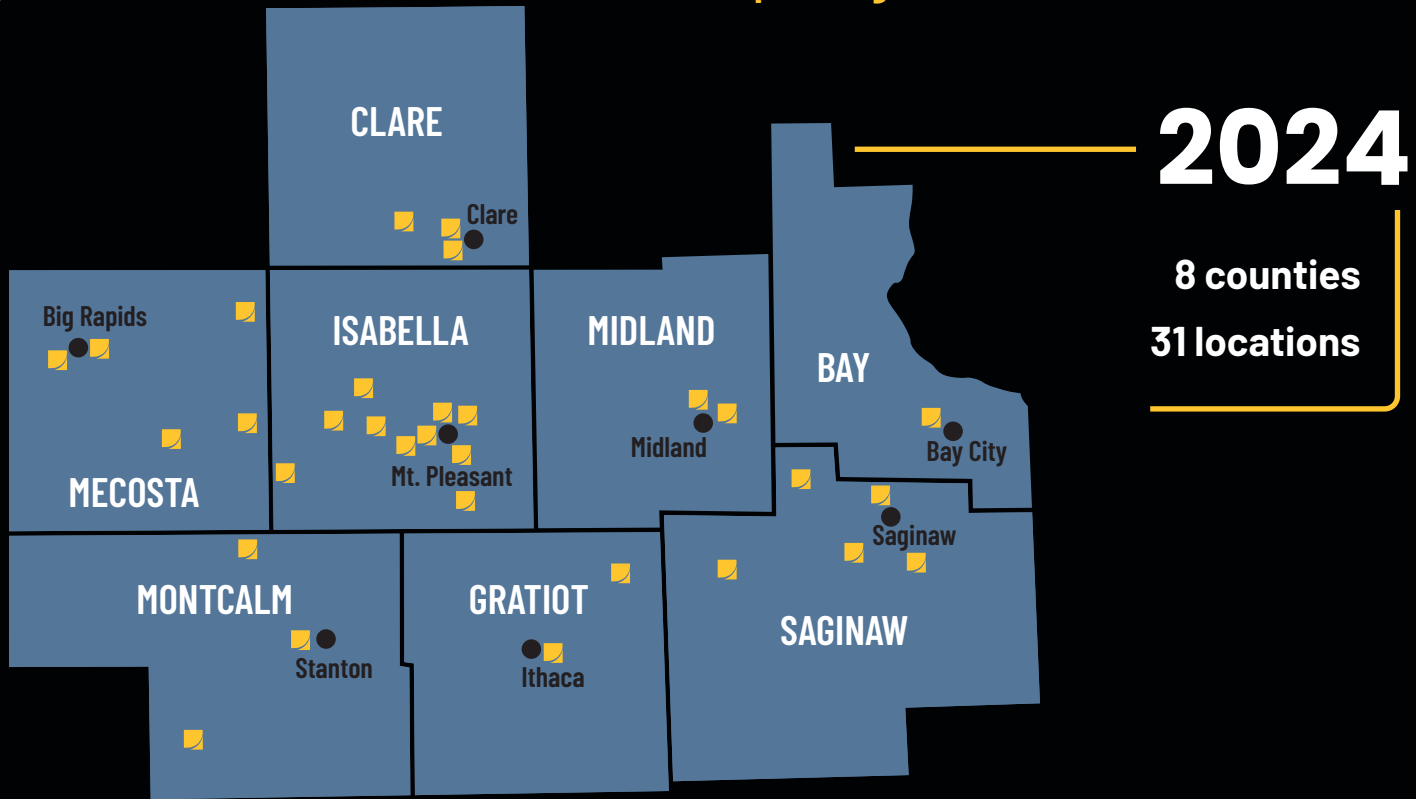 CLARE
Clare
2024
8 counties
31 locations
Big Rapids
MECOSTA
ISABELLA
Mt. Pleasant
MIDLAND
Midland
BAY
Bay City
MONTCALM
Stanton
GRATIOT
Ithaca
Saginaw
SAGINAW